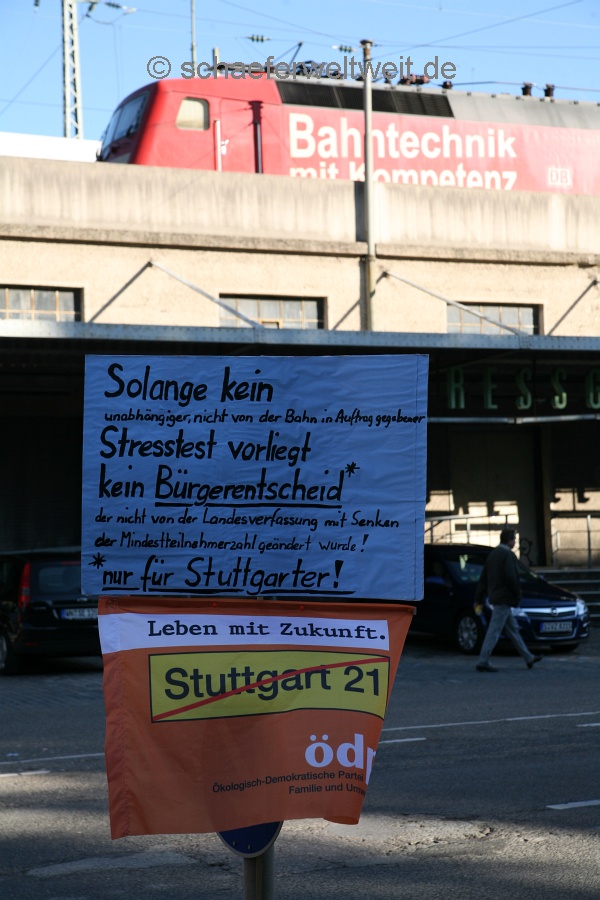 © schaeferweltweit.de
Bahntechnik
mit Kompetenz
DB
RESSG
Solange kein
unabhängiger, nicht von der Bahn in Auftrag gegebener
Stresstest vorliegt
kein Bürgerentscheid*
der nicht von der Landesverfassung mit Senken
der Mindestteilnehmerzahl geändert wurde!
*nur für Stuttgarter!
Leben mit Zukunft.
Stuttgart 21
ödp
Ökologisch-Demokratische Partei
Familie und Umw